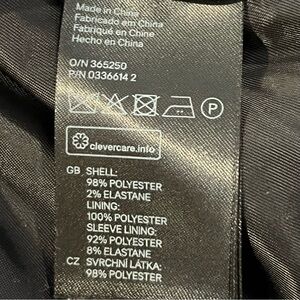 Made in China
Fabricado em China
Fabriqué en Chine
Hecho en China
O/N 365250
P/N 0336614 2
P
clevercare.info
GB SHELL:
98% POLYESTER
2% ELASTANE
LINING:
100% POLYESTER
SLEEVE LINING:
92% POLYESTER
8% ELASTANE
CZ SVRCHNÍ LÁTKA:
98% POLYESTER